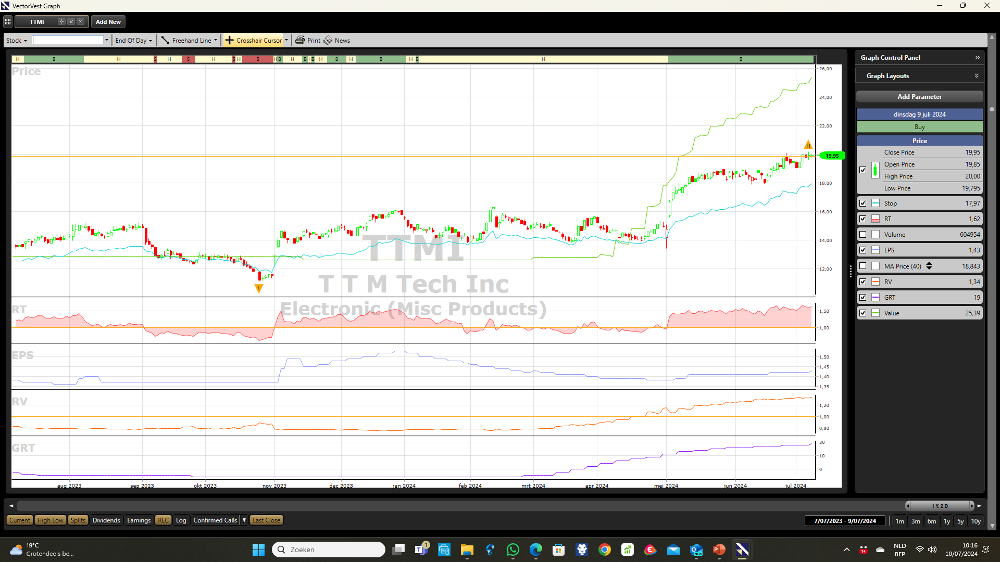 VectorVest Graph
TTMI
Add New
Stock
End Of Day
Freehand Line
Crosshair Cursor
Print
News
H B H S H S H S H S H B H B H B H B H B H B H B
Price
26,00
24,00
22,00
19,95
18,00
16,00
14,00
12,00
H
L
TTMI
T T M Tech Inc
Electronic (Misc Products)
RT
1,50
1,00
EPS
1,50
1,45
1,40
1,35
RV
1,20
1,00
0,80
GRT
20
10
0
aug 2023 sep 2023 okt 2023 nov 2023 dec 2023 jan 2024 feb 2024 mrt 2024 apr 2024 mei 2024 jun 2024 jul 2024
Graph Control Panel
Graph Layouts
Add Parameter
dinsdag 9 juli 2024
Buy
Price
Close Price 19,95
Open Price 19,85
High Price 20,00
Low Price 19,795
Stop 17,97
RT 1,62
Volume 604954
EPS 1,43
MA Price (40) 18,843
RV 1,34
GRT 19
Value 25,39
1 Y, 2 D
Current High Low Splits Dividends Earnings REC Log Confirmed Calls Last Close
7/07/2023 - 9/07/2024
1m 3m 6m 1y 5y 10y
19°C
Grotendeels be...
Zoeken
1
NEW
14
NLD
BEP
10:16
10/07/2024